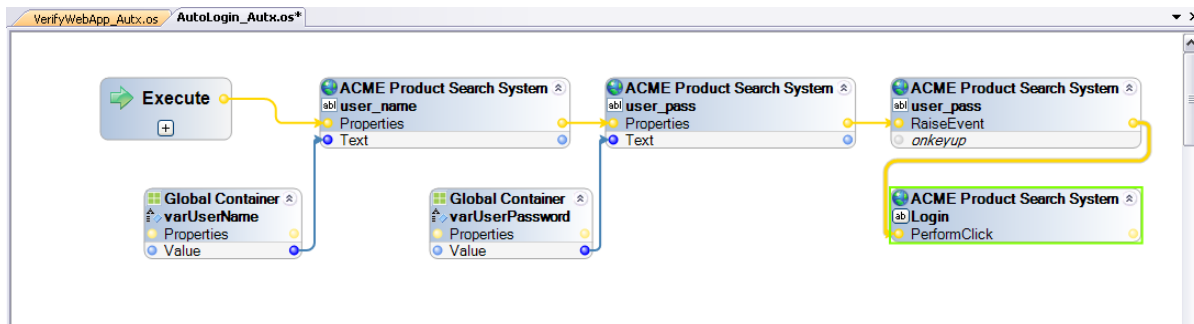 VerifyWebApp_Autx.os
AutoLogin_Autx.os*
Execute
ACME Product Search System
user_name
Properties
Text
ACME Product Search System
user_pass
Properties
Text
ACME Product Search System
user_pass
RaiseEvent
onkeyup
Global Container
varUserName
Properties
Value
Global Container
varUserPassword
Properties
Value
ACME Product Search System
Login
PerformClick